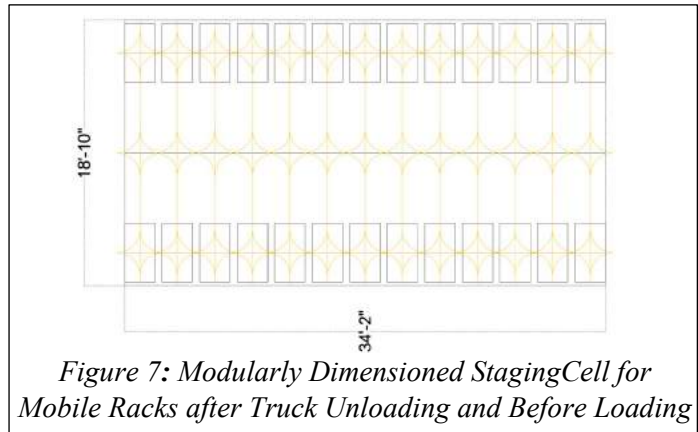 18'-10"
34'-2"
Figure 7: Modularly Dimensioned StagingCell for
Mobile Racks after Truck Unloading and Before Loading